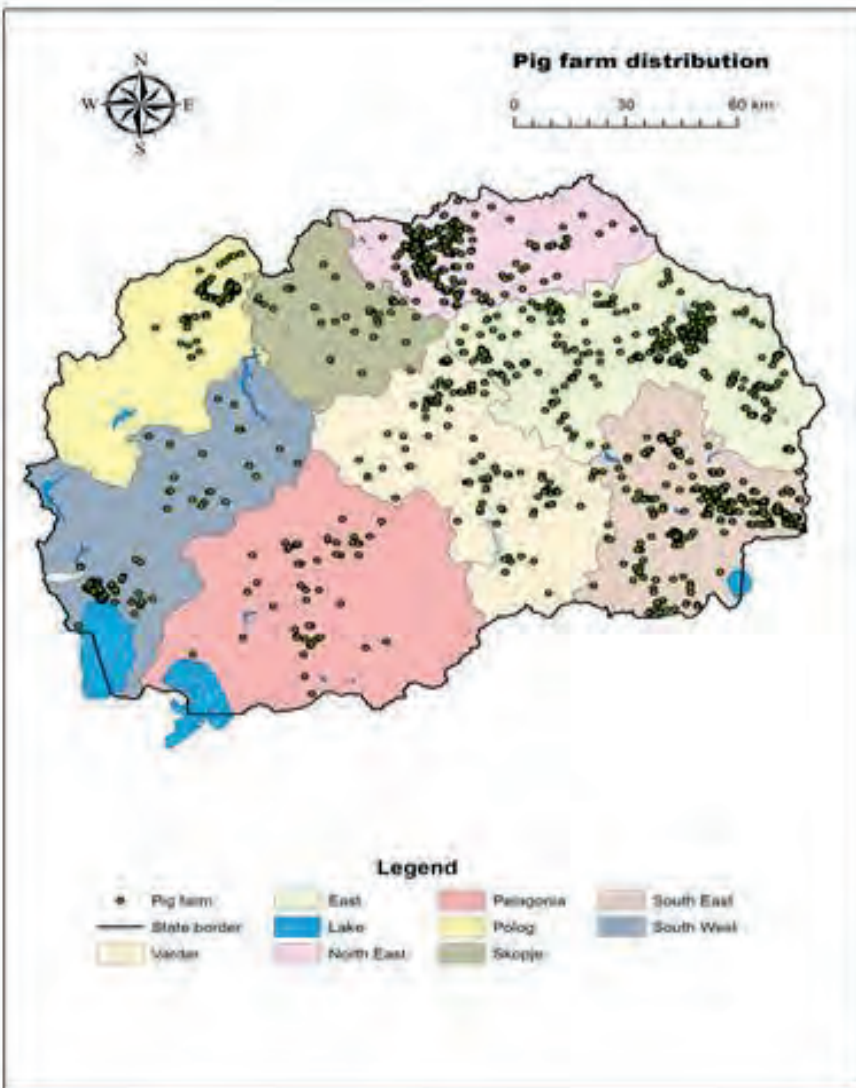 N
Pig farm distribution
W E
0 30 60 km
S
Legend
Pig farm East Pelagonia South East
State border Lake Polog South West
Vardar North East Skopje